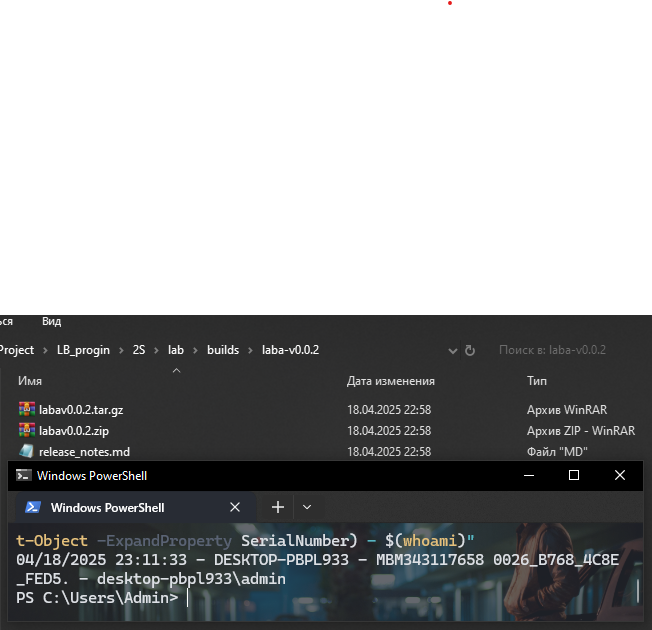 ься Вид
Project › LB_progin › 2S › lab › builds › laba-v0.0.2 Поиск в: laba-v0.0.2
Имя Дата изменения Тип
labav0.0.2.tar.gz 18.04.2025 22:58 Архив WinRAR
labav0.0.2.zip 18.04.2025 22:58 Архив ZIP - WinRAR
release_notes.md 18.04.2025 22:58 Файл "MD"
Windows PowerShell
Windows PowerShell
t-Object -ExpandProperty SerialNumber) - $(whoami)"
04/18/2025 23:11:33 - DESKTOP-PBPL933 - MBM343117658 0026_B768_4C8E
_FED5. - desktop-pbpl933\admin
PS C:\Users\Admin>